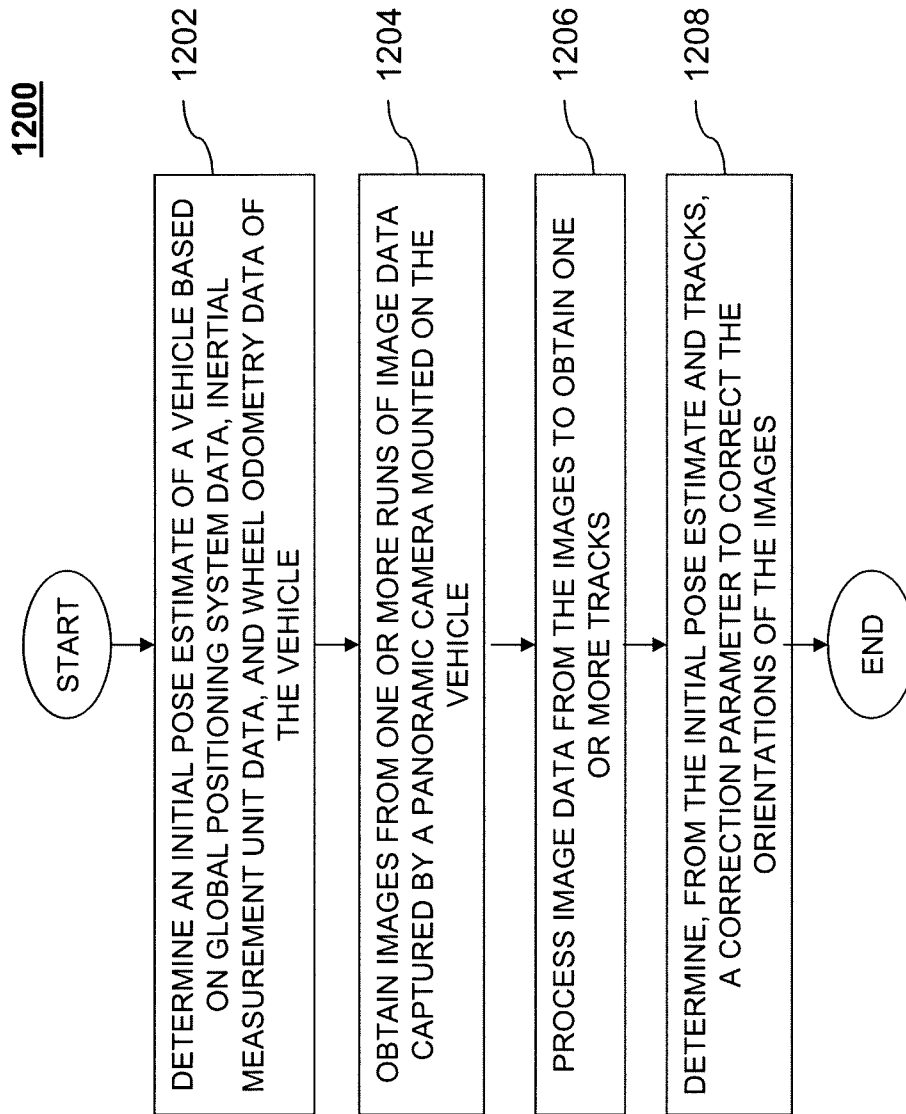 1200
START
DETERMINE AN INITIAL POSE ESTIMATE OF A VEHICLE BASED
ON GLOBAL POSITIONING SYSTEM DATA, INERTIAL
MEASUREMENT UNIT DATA, AND WHEEL ODOMETRY DATA OF
THE VEHICLE
1202
OBTAIN IMAGES FROM ONE OR MORE RUNS OF IMAGE DATA
CAPTURED BY A PANORAMIC CAMERA MOUNTED ON THE
VEHICLE
1204
PROCESS IMAGE DATA FROM THE IMAGES TO OBTAIN ONE
OR MORE TRACKS
1206
DETERMINE, FROM THE INITIAL POSE ESTIMATE AND TRACKS,
A CORRECTION PARAMETER TO CORRECT THE
ORIENTATIONS OF THE IMAGES
1208
END